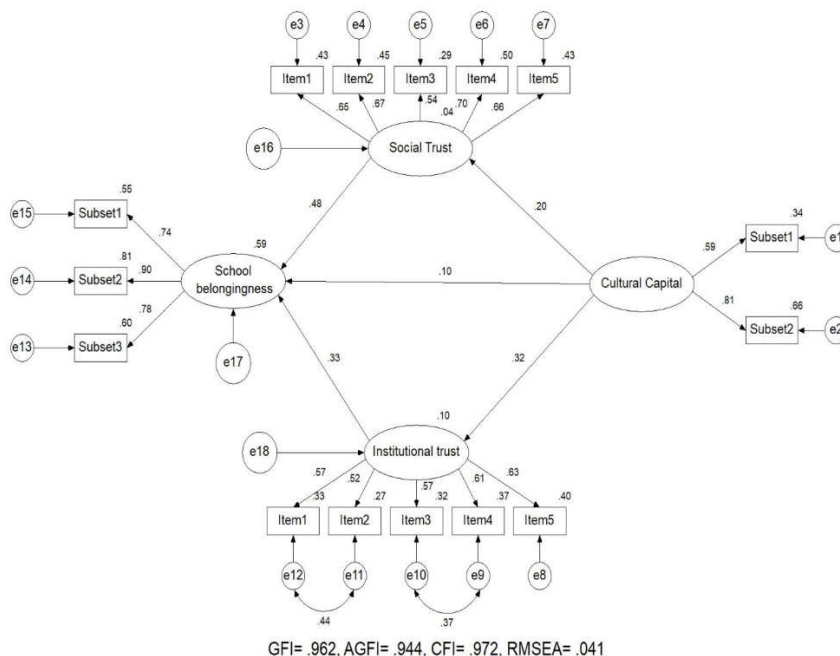 e3 e4 e5 e6 e7
.43 .45 .29 .50 .43
Item1 Item2 Item3 Item4 Item5
.65 .67 .54 .04 .70 .66
e16 Social Trust
.48 .20
.55
e15 Subset1
.74
.59
.34
.59 Subset1 e1
.81
e14 Subset2
.90
School
belongingness
.10
Cultural Capital
.78
.60
e13 Subset3
.81 .66
Subset2 e2
e17
.33 .32
.10
e18 Institutional trust
.57 .52 .57 .61 .63
.33 .27 .32 .37 .40
Item1 Item2 Item3 Item4 Item5
e12 e11 e10 e9 e8
.44 .37
GFI= .962, AGFI= .944, CFI= .972, RMSEA= .041